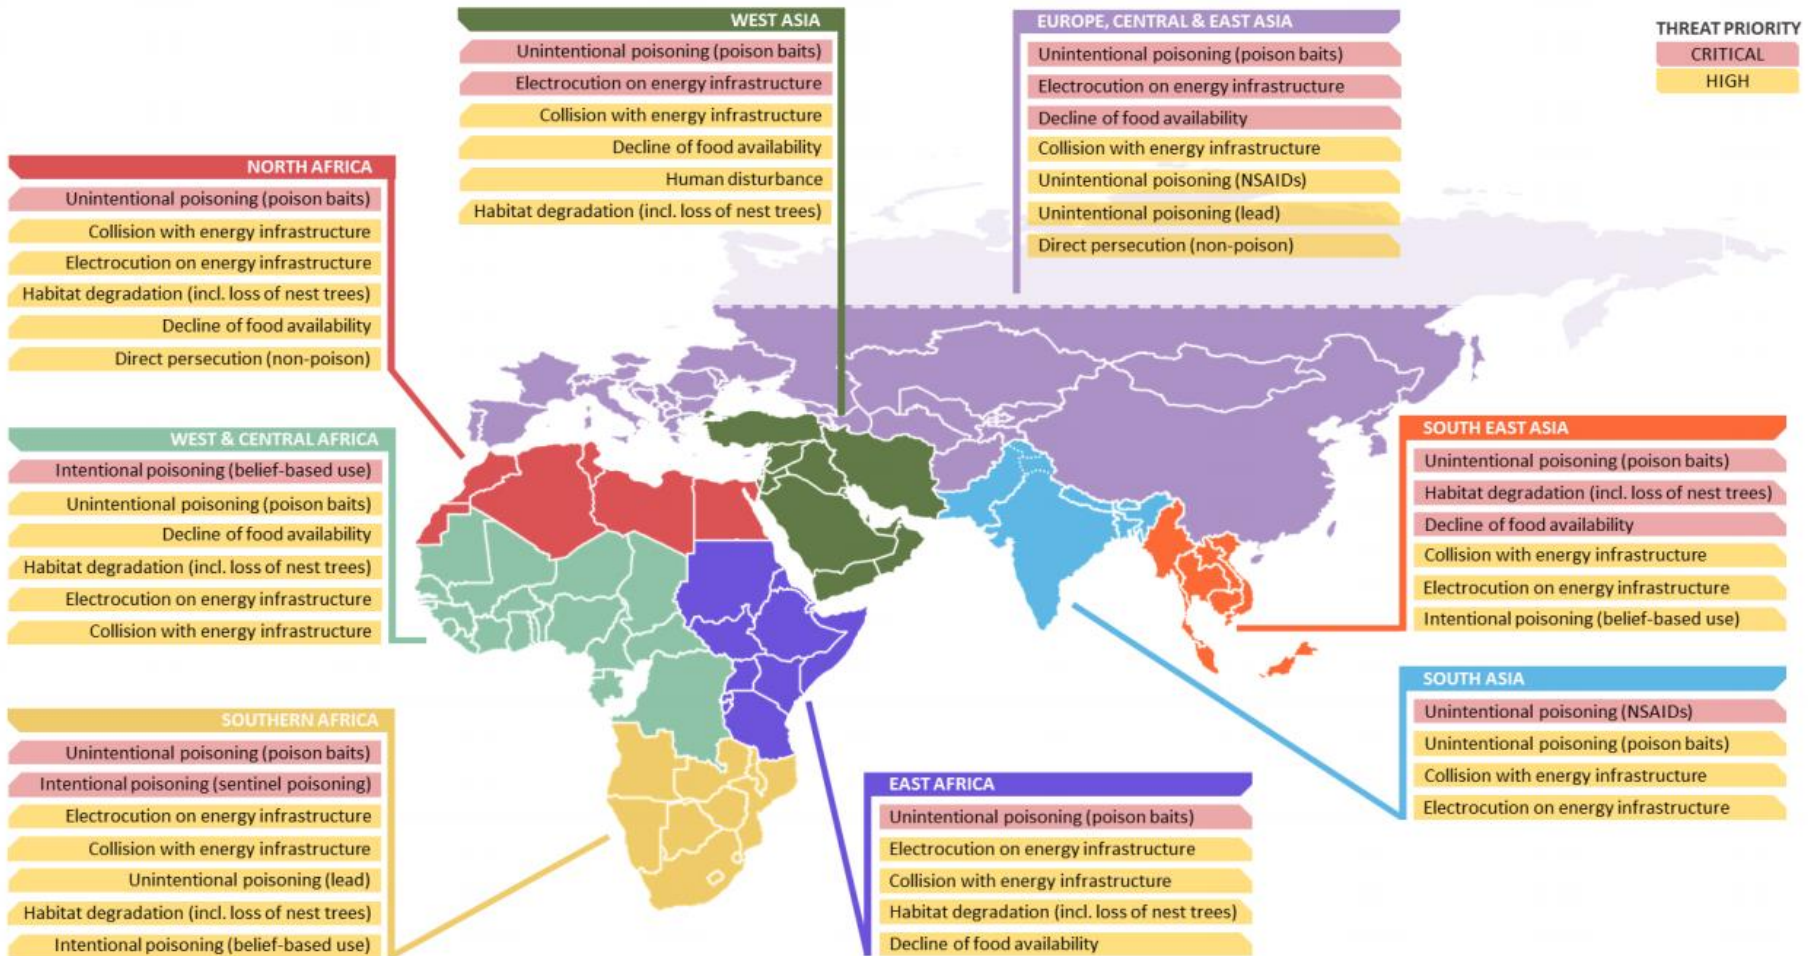 WEST ASIA
Unintentional poisoning (poison baits)
Electrocution on energy infrastructure
Collision with energy infrastructure
Decline of food availability
Human disturbance
Habitat degradation (incl. loss of nest trees)
EUROPE, CENTRAL & EAST ASIA
Unintentional poisoning (poison baits)
Electrocution on energy infrastructure
Decline of food availability
Collision with energy infrastructure
Unintentional poisoning (NSAIDs)
Unintentional poisoning (lead)
Direct persecution (non-poison)
THREAT PRIORITY
CRITICAL
HIGH
NORTH AFRICA
Unintentional poisoning (poison baits)
Collision with energy infrastructure
Electrocution on energy infrastructure
Habitat degradation (incl. loss of nest trees)
Decline of food availability
Direct persecution (non-poison)
WEST & CENTRAL AFRICA
Intentional poisoning (belief-based use)
Unintentional poisoning (poison baits)
Decline of food availability
Habitat degradation (incl. loss of nest trees)
Electrocution on energy infrastructure
Collision with energy infrastructure
SOUTH EAST ASIA
Unintentional poisoning (poison baits)
Habitat degradation (incl. loss of nest trees)
Decline of food availability
Collision with energy infrastructure
Electrocution on energy infrastructure
Intentional poisoning (belief-based use)
SOUTH ASIA
Unintentional poisoning (NSAIDs)
Unintentional poisoning (poison baits)
Collision with energy infrastructure
Electrocution on energy infrastructure
SOUTHERN AFRICA
Unintentional poisoning (poison baits)
Intentional poisoning (sentinel poisoning)
Electrocution on energy infrastructure
Collision with energy infrastructure
Unintentional poisoning (lead)
Habitat degradation (incl. loss of nest trees)
Intentional poisoning (belief-based use)
EAST AFRICA
Unintentional poisoning (poison baits)
Electrocution on energy infrastructure
Collision with energy infrastructure
Habitat degradation (incl. loss of nest trees)
Decline of food availability